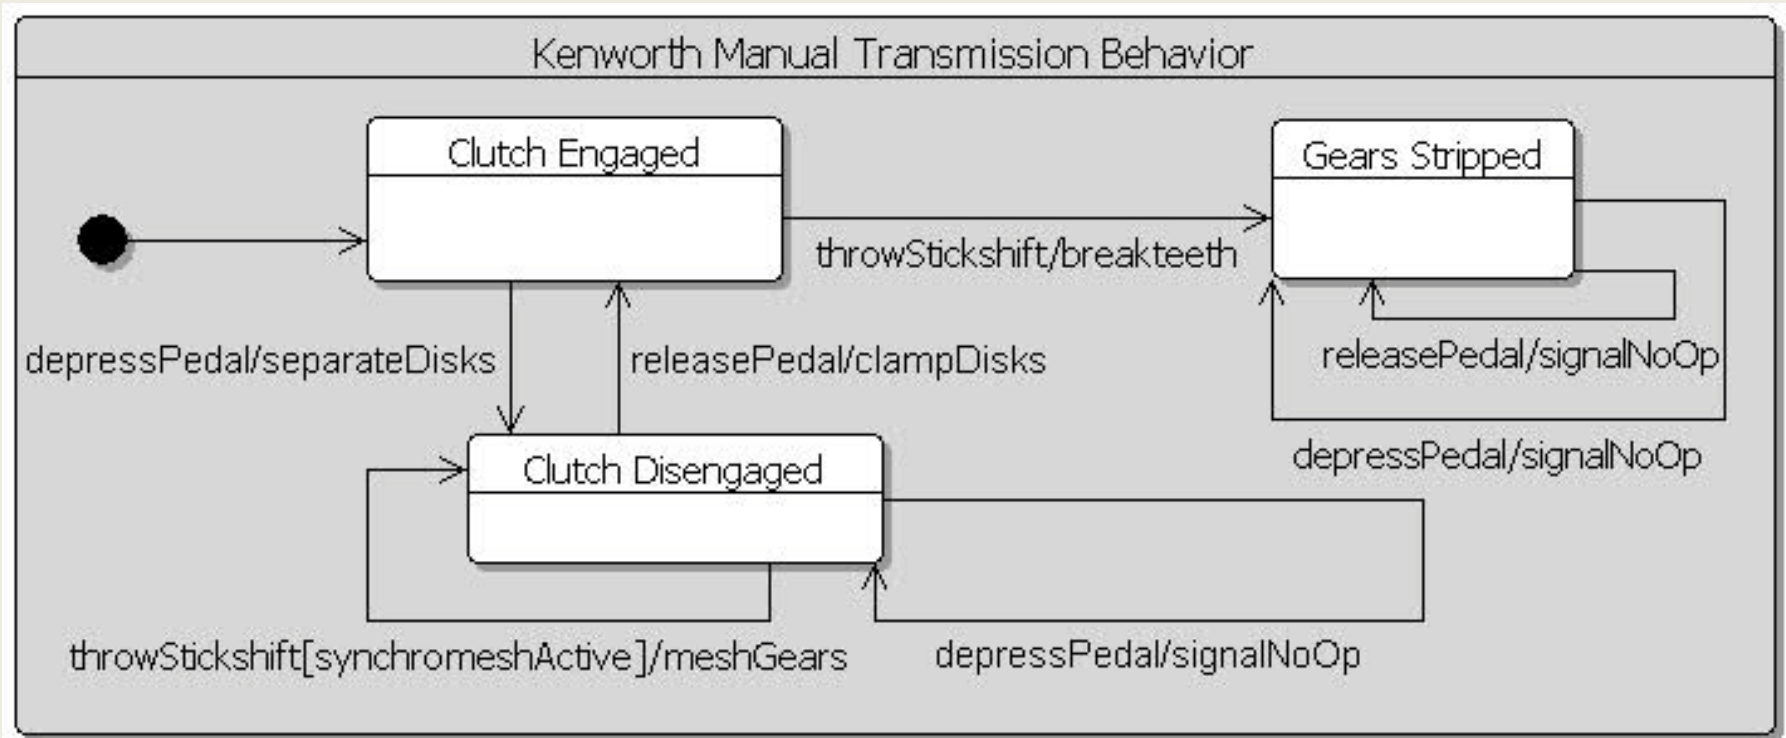 Kenworth Manual Transmission Behavior
Clutch Engaged
Gears Stripped
throwStickshift/breakteeth
depressPedal/separateDisks
releasePedal/clampDisks
releasePedal/signalNoOp
depressPedal/signalNoOp
Clutch Disengaged
throwStickshift[synchromeshActive]/meshGears
depressPedal/signalNoOp